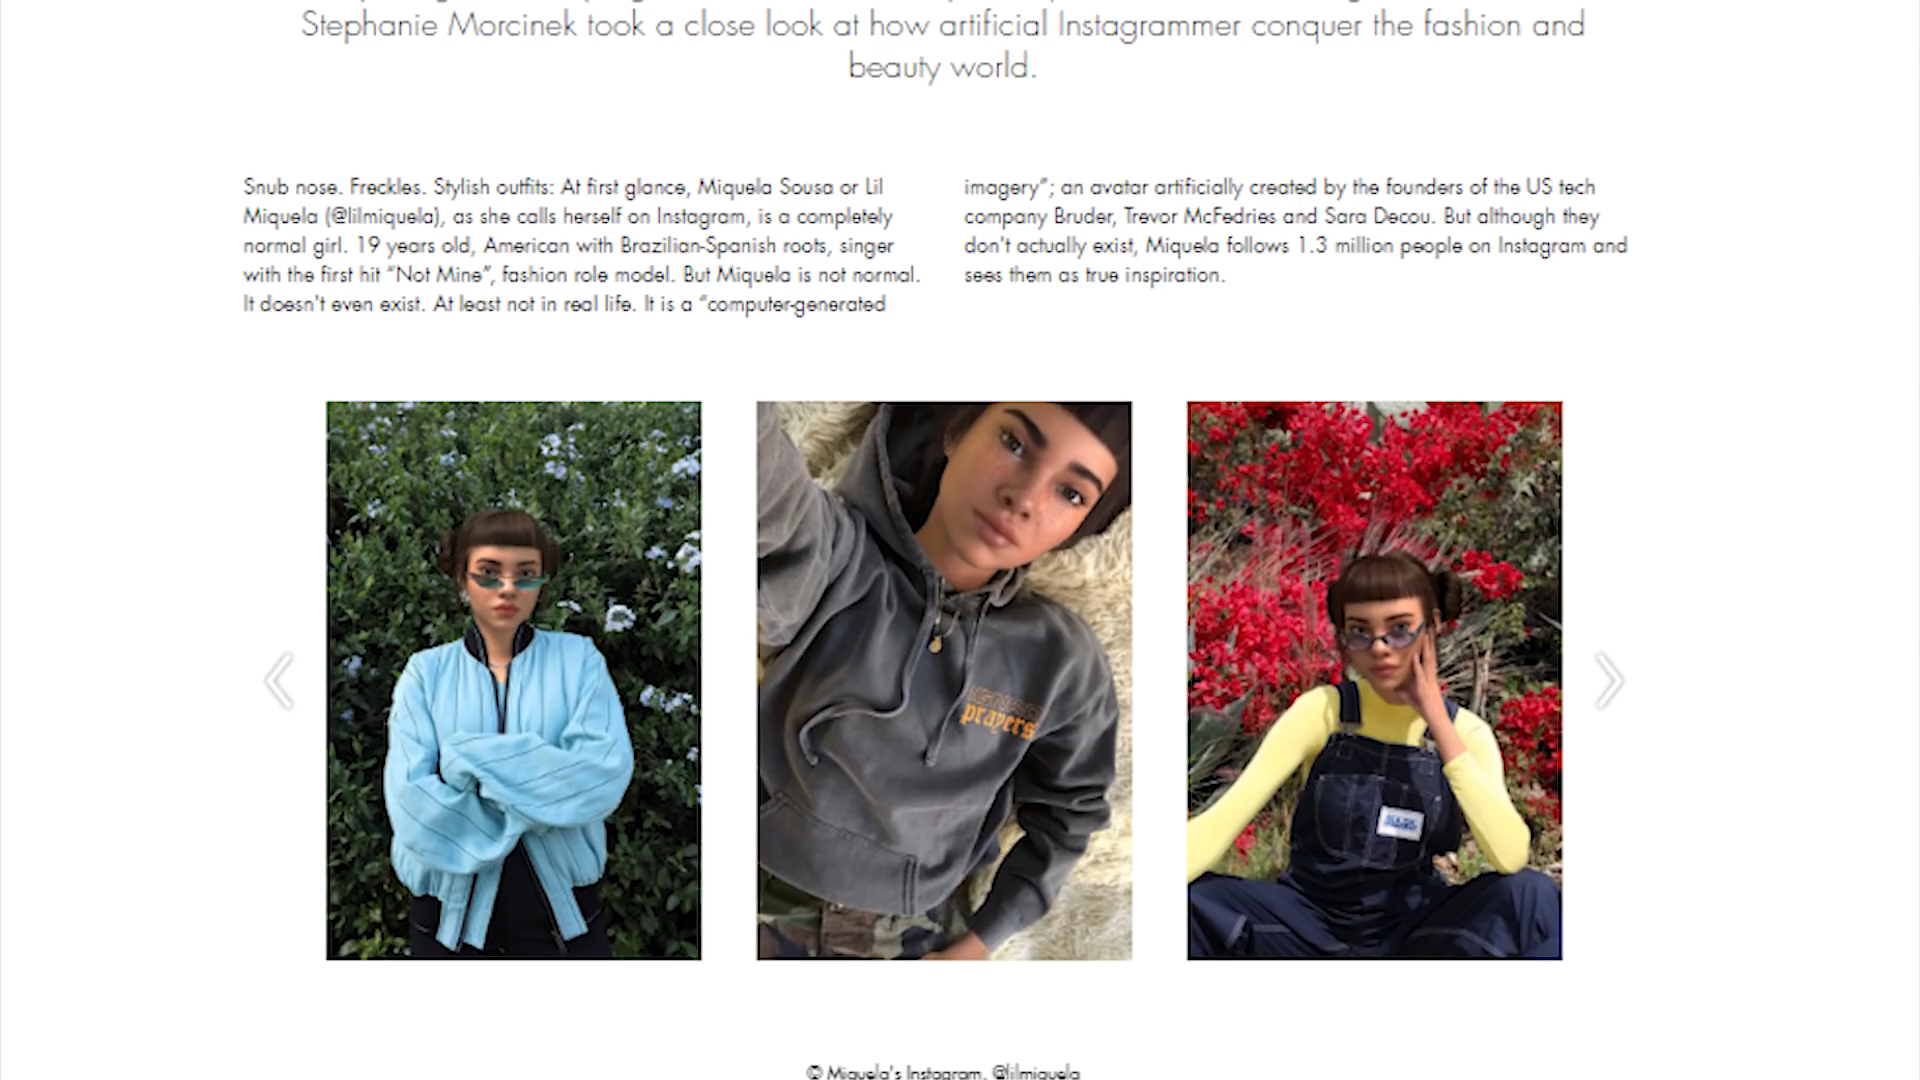 Stephanie Morcinek took a close look at how artificial Instagrammer conquer the fashion and
beauty world.
Snub nose. Freckles. Stylish outfits: At first glance, Miquela Sousa or Lil
Miquela (@lilmiquela), as she calls herself on Instagram, is a completely
normal girl. 19 years old, American with Brazilian-Spanish roots, singer
with the first hit “Not Mine”, fashion role model. But Miquela is not normal.
It doesn't even exist. At least not in real life. It is a “computer-generated
imagery”; an avatar artificially created by the founders of the US tech
company Bruder, Trevor McFedries and Sara Decou. But although they
don't actually exist, Miquela follows 1.3 million people on Instagram and
sees them as true inspiration.
prayers
© Miquela's Instagram, @lilmiquela